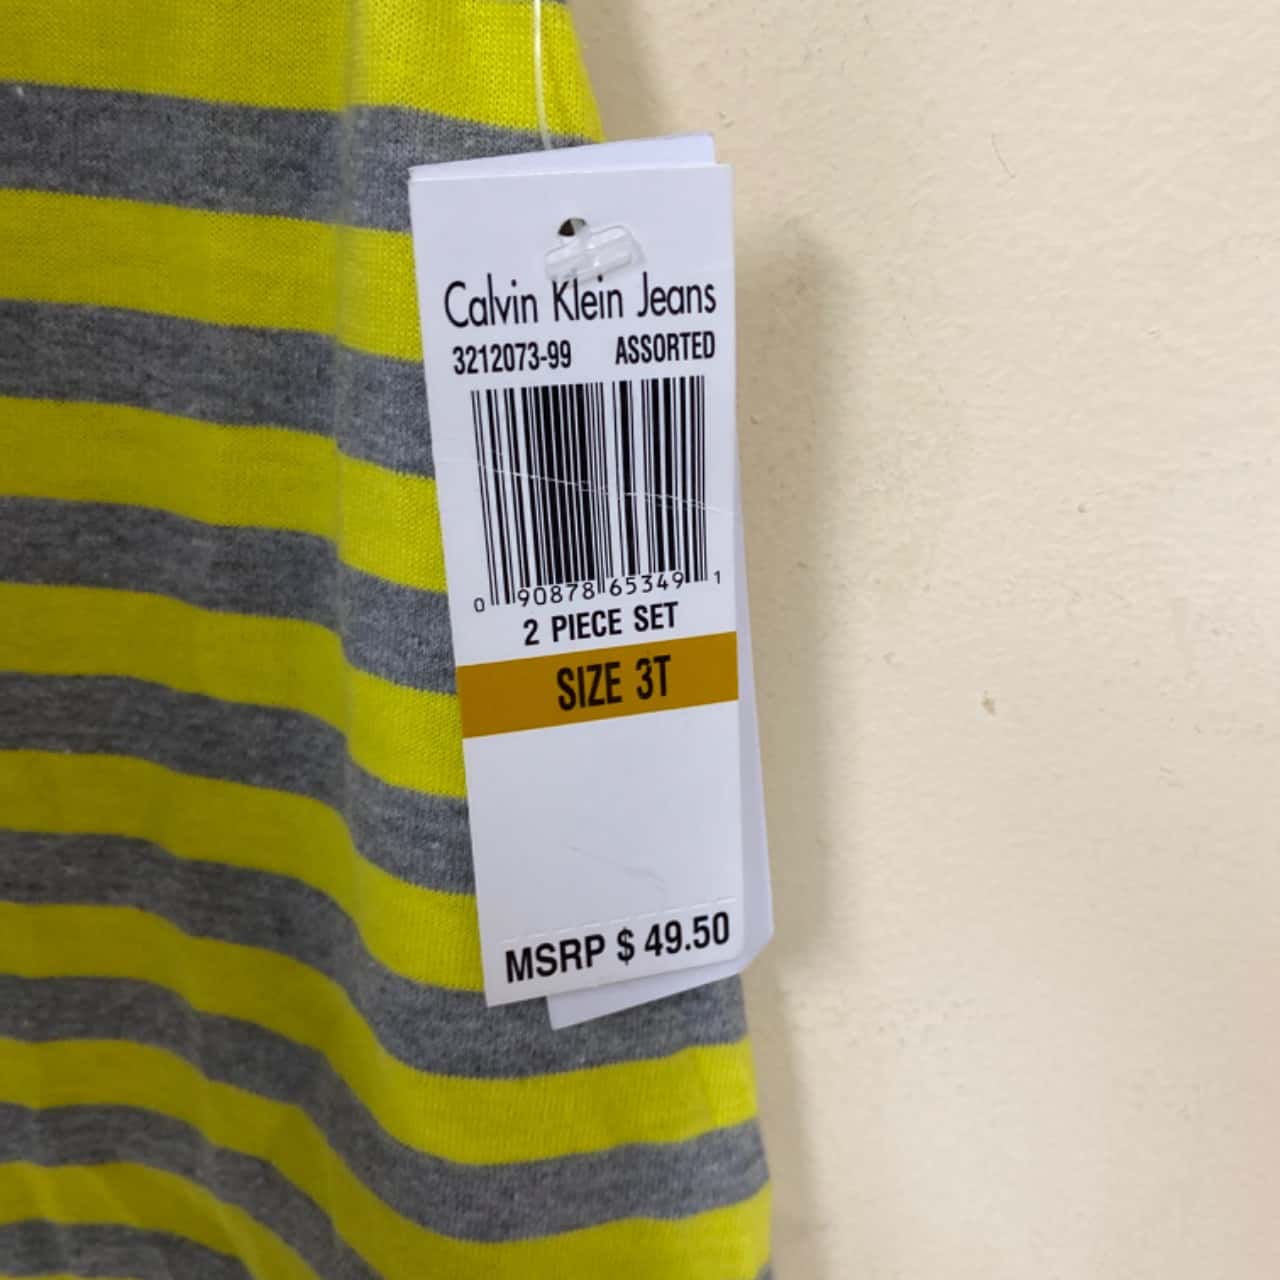 Calvin Klein Jeans
3212073-99 ASSORTED
0 90878 65349 1
2 PIECE SET
SIZE 3T
MSRP $ 49.50